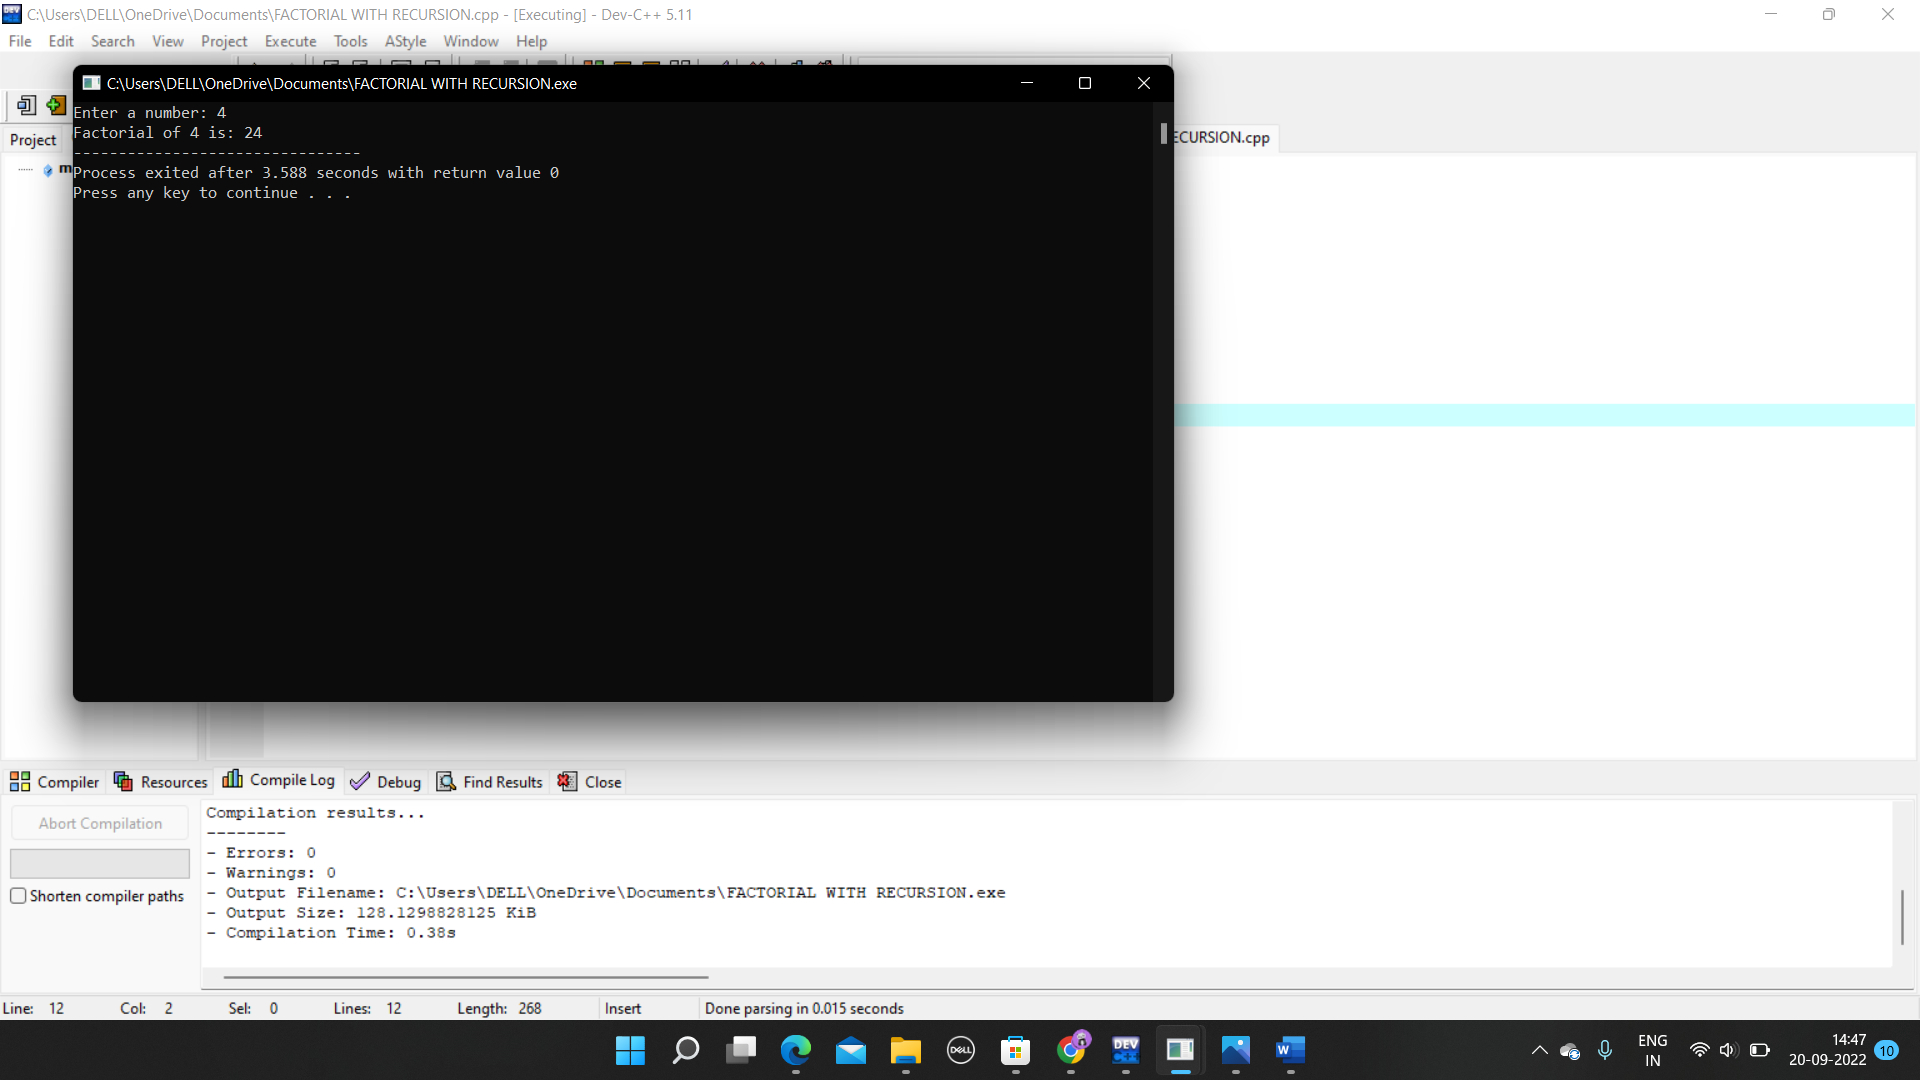 C:\Users\DELL\OneDrive\Documents\FACTORIAL WITH RECURSION.cpp - [Executing] - Dev-C++ 5.11
File Edit Search View Project Execute Tools AStyle Window Help
C:\Users\DELL\OneDrive\Documents\FACTORIAL WITH RECURSION.exe
Enter a number: 4
Factorial of 4 is: 24
--------------------------------
Process exited after 3.588 seconds with return value 0
Press any key to continue . . .
Project
ECURSION.cpp
m
Compiler Resources Compile Log Debug Find Results Close
Abort Compilation
Shorten compiler paths
Compilation results...
--------
- Errors: 0
- Warnings: 0
- Output Filename: C:\Users\DELL\OneDrive\Documents\FACTORIAL WITH RECURSION.exe
- Output Size: 128.1298828125 KiB
- Compilation Time: 0.38s
Line: 12 Col: 2 Sel: 0 Lines: 12 Length: 268 Insert Done parsing in 0.015 seconds
DELL
DEV C++
W
ENG
IN
14:47
20-09-2022
10